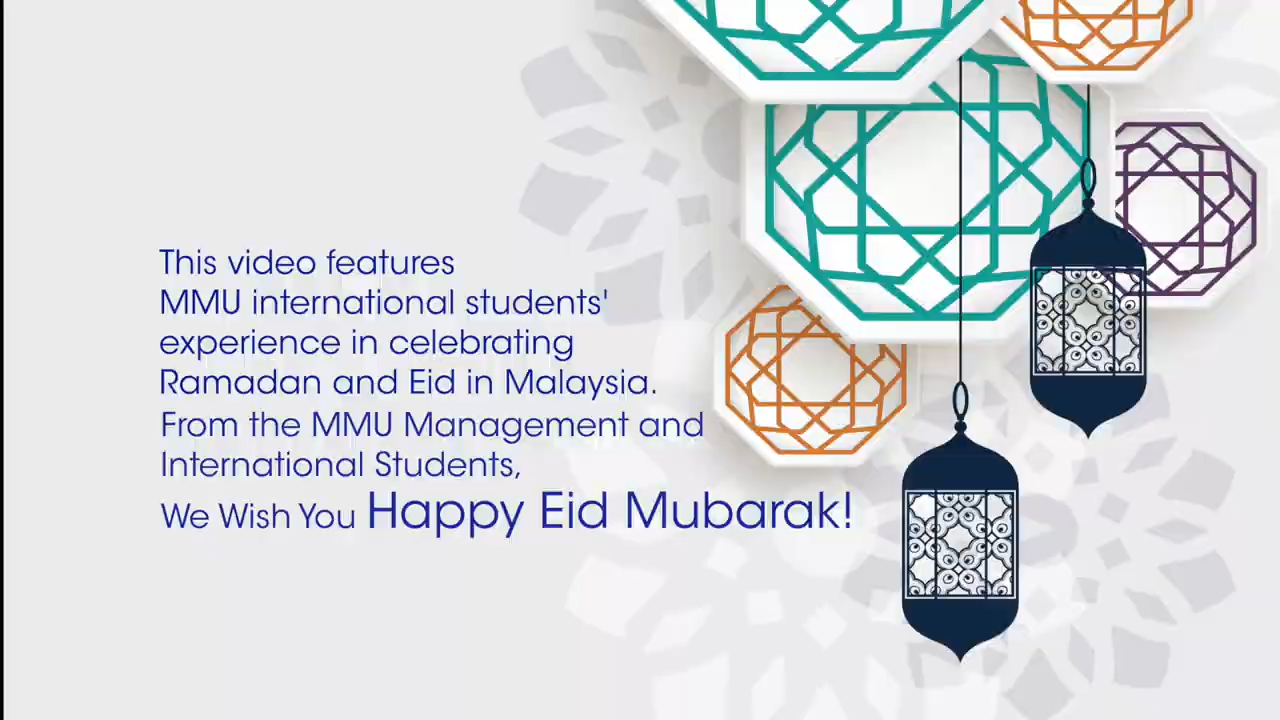 This video features
MMU international students'
experience in celebrating
Ramadan and Eid in Malaysia.
From the MMU Management and
International Students,
We Wish You Happy Eid Mubarak!